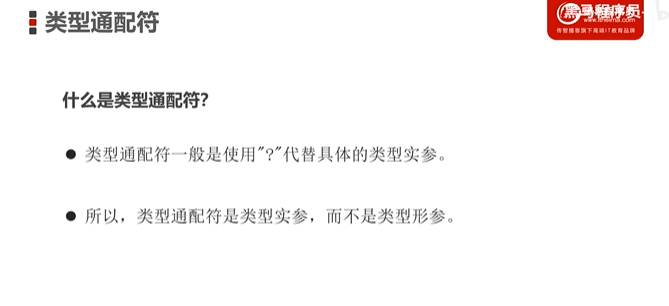 类型通配符
黑马程序员
www.itheima.com
传智播客旗下高端IT教育品牌
什么是类型通配符?
● 类型通配符一般是使用"?"代替具体的类型实参。
● 所以，类型通配符是类型实参，而不是类型形参。